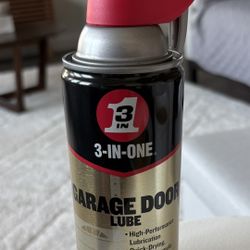 3
IN
1
3-IN-ONE®
GARAGE DOOR
LUBE
• High-Performance
Lubrication
• Quick-Drying,